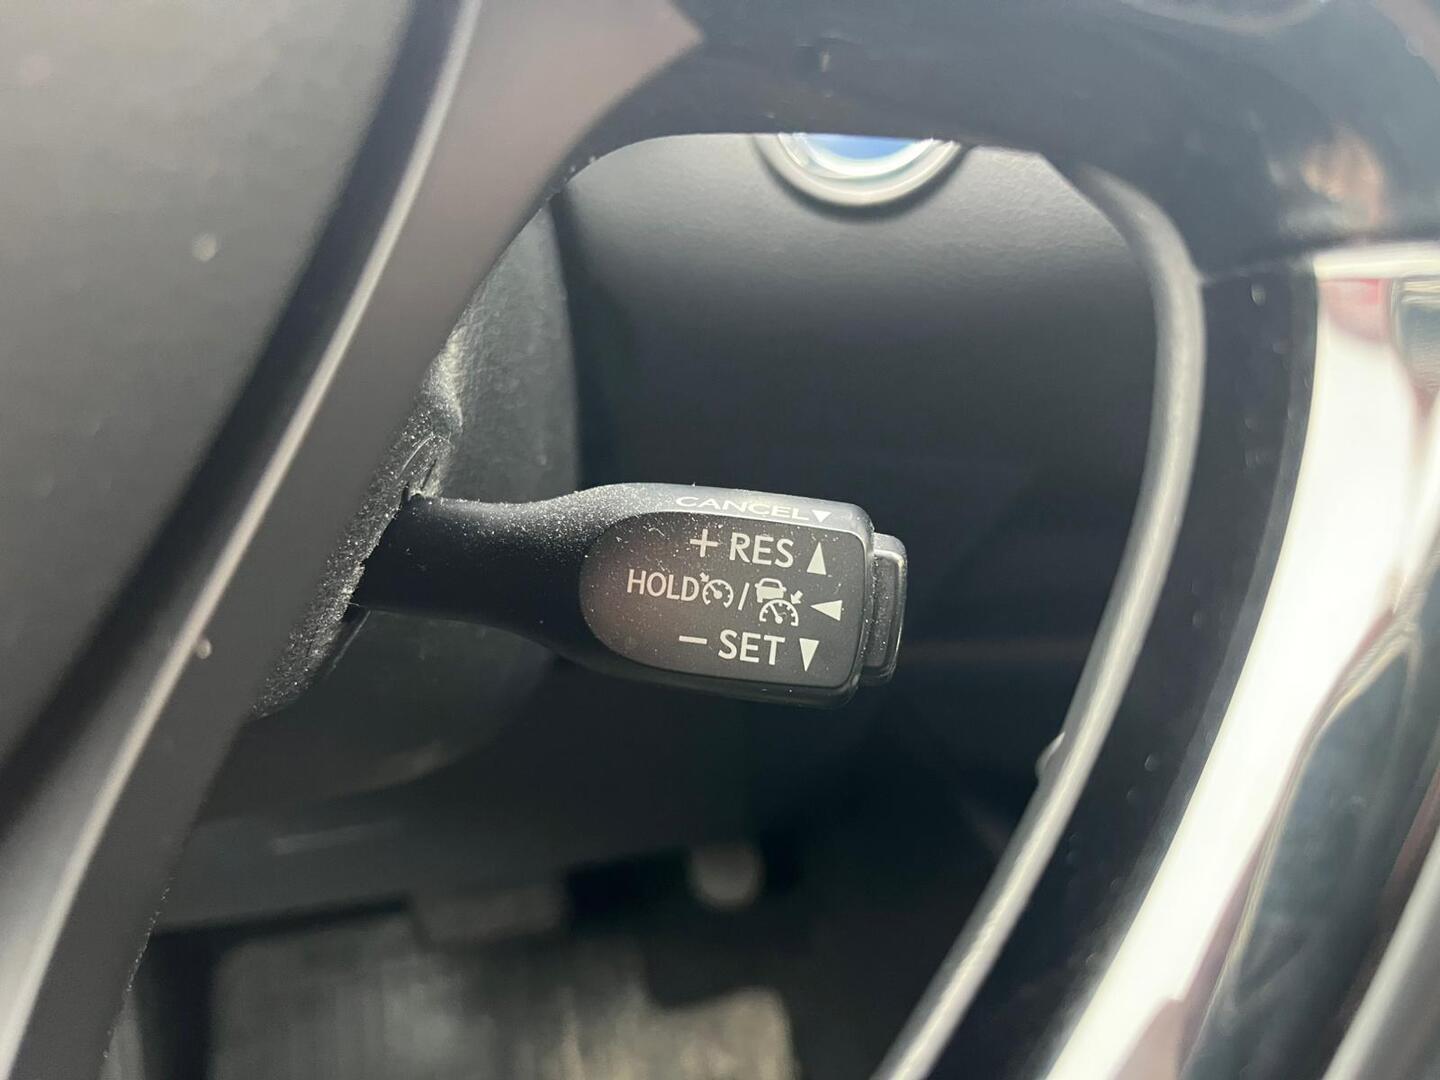 CANCEL▼
+ RES ▲
HOLD / ◀
− SET ▼